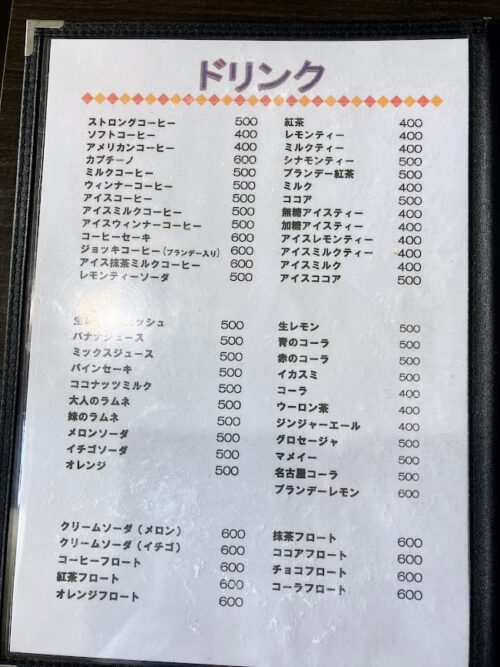 ドリンク
ストロングコーヒー 500
ソフトコーヒー 400
アメリカンコーヒー 400
カプチーノ 600
ミルクコーヒー 500
ウィンナーコーヒー 500
アイスコーヒー 500
アイスミルクコーヒー 500
アイスウィンナーコーヒー 500
コーヒーセーキ 600
ジョッキコーヒー(ブランデー入り) 600
アイス抹茶ミルクコーヒー 600
レモンティーソーダ 500
紅茶 400
レモンティー 400
ミルクティー 400
シナモンティー 500
ブランデー紅茶 500
ミルク 400
ココア 500
無糖アイスティー 400
加糖アイスティー 400
アイスレモンティー 400
アイスミルクティー 400
アイスミルク 400
アイスココア 500
生レ ッシュ 500
バナナジュース 500
ミックスジュース 500
パインセーキ 500
ココナッツミルク 500
大人のラムネ 500
妹のラムネ 500
メロンソーダ 500
イチゴソーダ 500
オレンジ 500
生レモン 500
青のコーラ 500
赤のコーラ 500
イカスミ 500
コーラ 400
ウーロン茶 400
ジンジャーエール 400
グロセージャ 500
マメイー 500
名古屋コーラ 500
ブランデーレモン 600
クリームソーダ(メロン) 600
クリームソーダ(イチゴ) 600
コーヒーフロート 600
紅茶フロート 600
オレンジフロート 600
抹茶フロート 600
ココアフロート 600
チョコフロート 600
コーラフロート 600